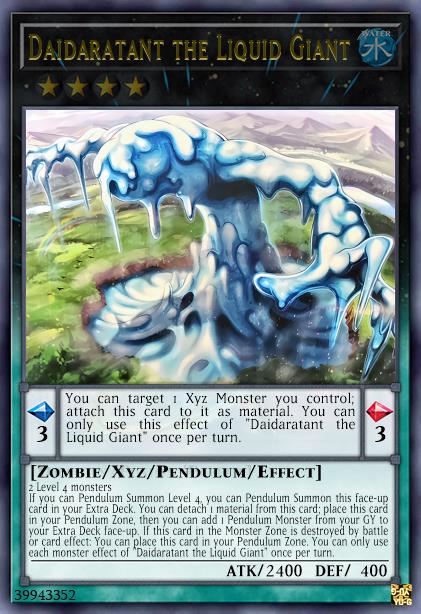 Daidaratant the Liquid Giant
WATER
水
You can target 1 Xyz Monster you control;
attach this card to it as material. You can
only use this effect of "Daidaratant the
Liquid Giant" once per turn.
3
3
[Zombie/Xyz/Pendulum/Effect]
2 Level 4 monsters
If you can Pendulum Summon Level 4, you can Pendulum Summon this face-up
card in your Extra Deck. You can detach 1 material from this card; place this card
in your Pendulum Zone, then you can add 1 Pendulum Monster from your GY to
your Extra Deck face-up. If this card in the Monster Zone is destroyed by battle
or card effect: You can place this card in your Pendulum Zone. You can only use
each monster effect of "Daidaratant the Liquid Giant" once per turn.
ATK/2400 DEF/ 400
39943352